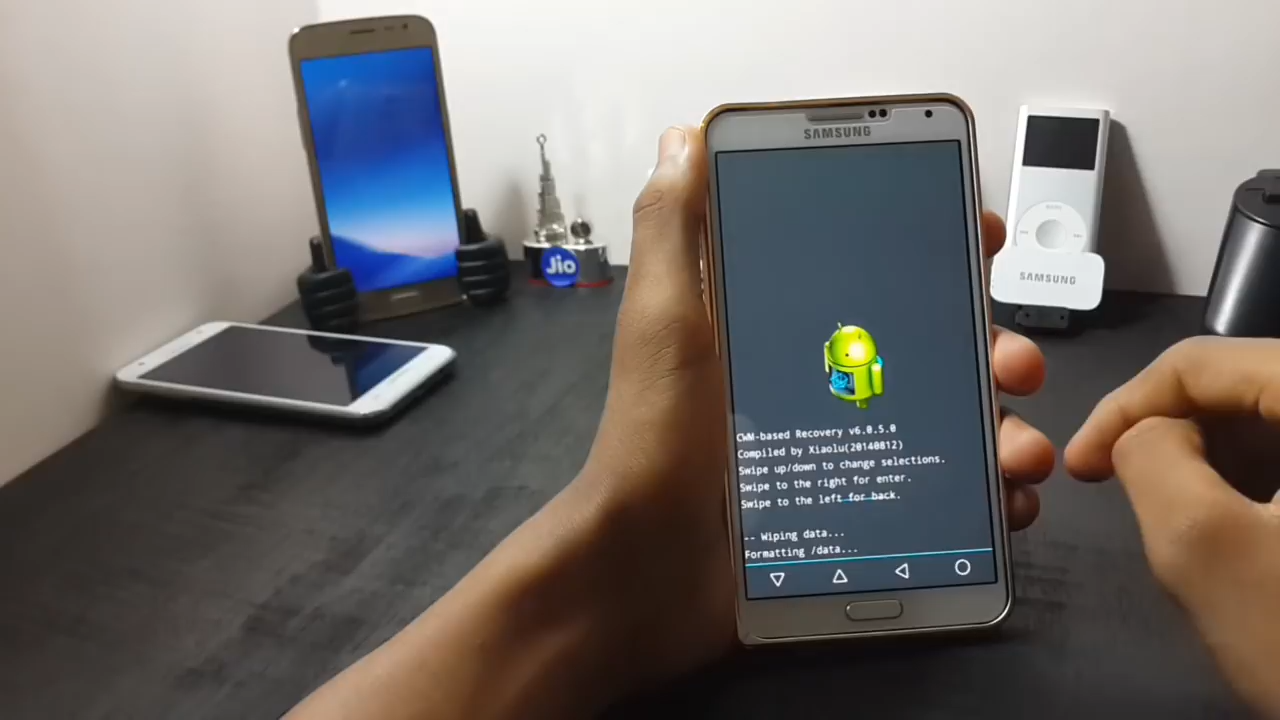 SAMSUNG
Jio
SAMSUNG
CWM-based Recovery v6.0.5.0
Compiled by Xiaolu(20140812)
Swipe up/down to change selections.
Swipe to the right for enter.
Swipe to the left for back.
-- Wiping data...
Formatting /data...